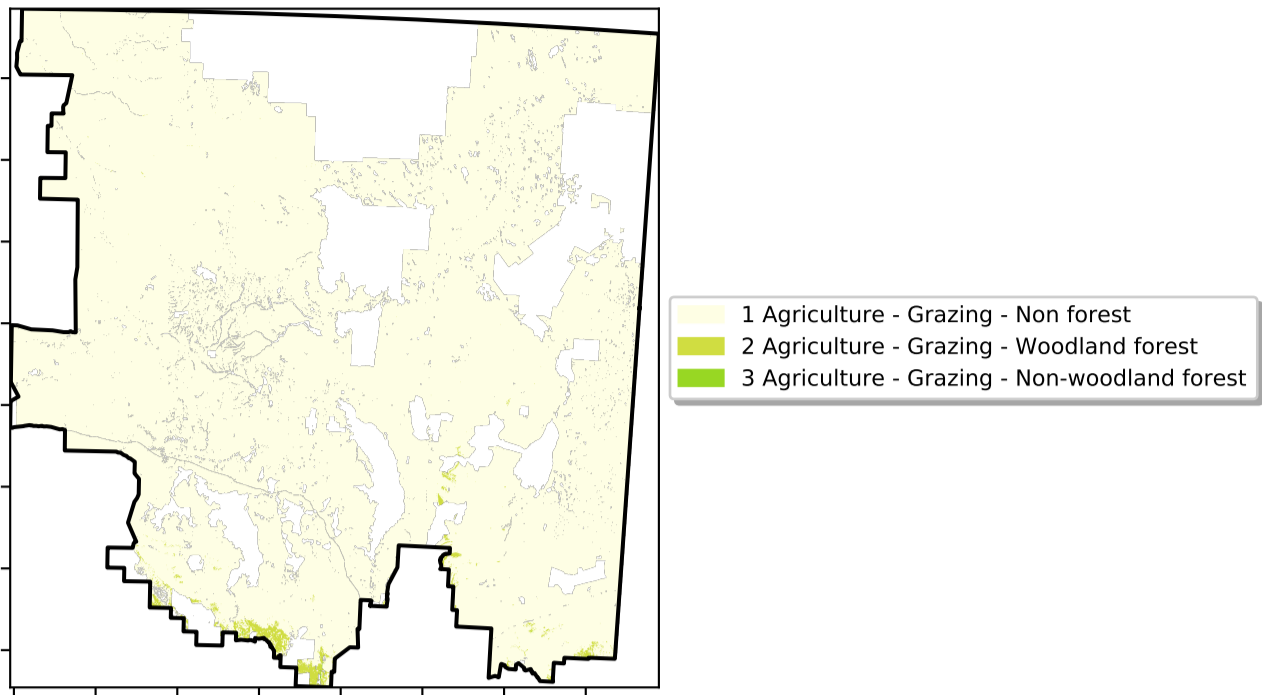 1 Agriculture - Grazing - Non forest
2 Agriculture - Grazing - Woodland forest
3 Agriculture - Grazing - Non-woodland forest